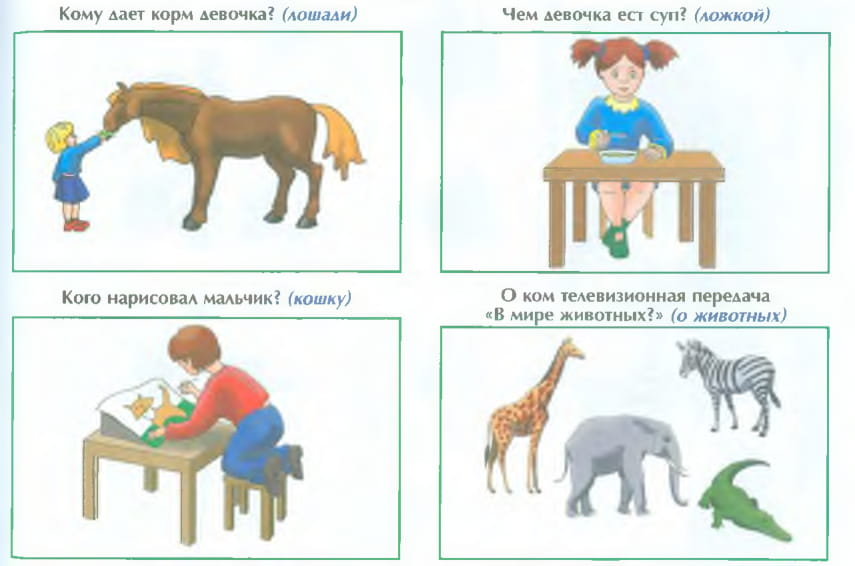 Кому дает корм девочка? (лошади)
Чем девочка ест суп? (ложкой)
Кого нарисовал мальчик? (кошку)
О ком телевизионная передача
«В мире животных?» (о животных)